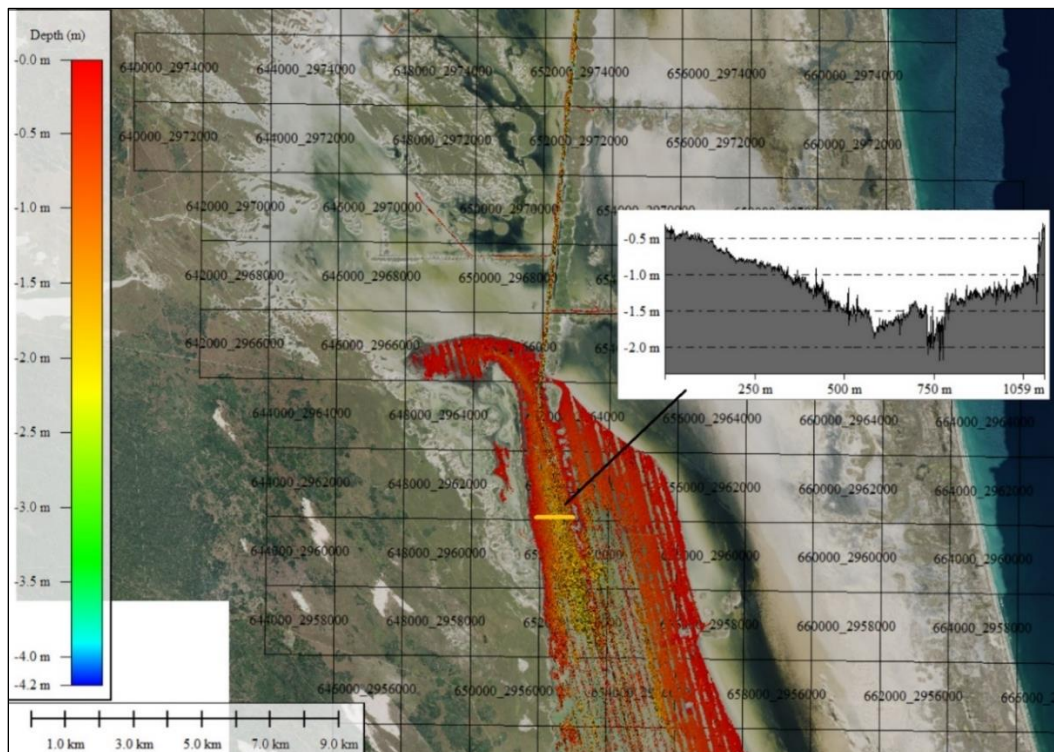 Depth (m)
-0.0 m
-0.5 m
-1.0 m
-1.5 m
-2.0 m
-2.5 m
-3.0 m
-3.5 m
-4.0 m
-4.2 m
640000_2974000 644000_2974000 648000_2974000 652000_2974000 656000_2974000 660000_2974000
640000_2972000 644000_2972000 648000_2972000 652000_2972000 656000_2972000 660000_2972000
642000_2970000 646000_2970000 650000_2970000
642000_2968000 646000_2968000 650000_2968000
642000_2966000 646000_2966000
644000_2964000 648000_2964000 656000_2964000 660000_2964000 664000_2964000
644000_2962000 648000_2962000 656000_2962000 660000_2962000 664000_2962000
644000_2960000 648000_2960000 660000_2960000 664000_2960000
644000_2958000 648000_2958000 660000_2958000 664000_2958000
646000_2956000 650000_2956000 658000_2956000 662000_2956000
-0.5 m
-1.0 m
-1.5 m
-2.0 m
250 m 500 m 750 m 1059 m
1.0 km 3.0 km 5.0 km 7.0 km 9.0 km